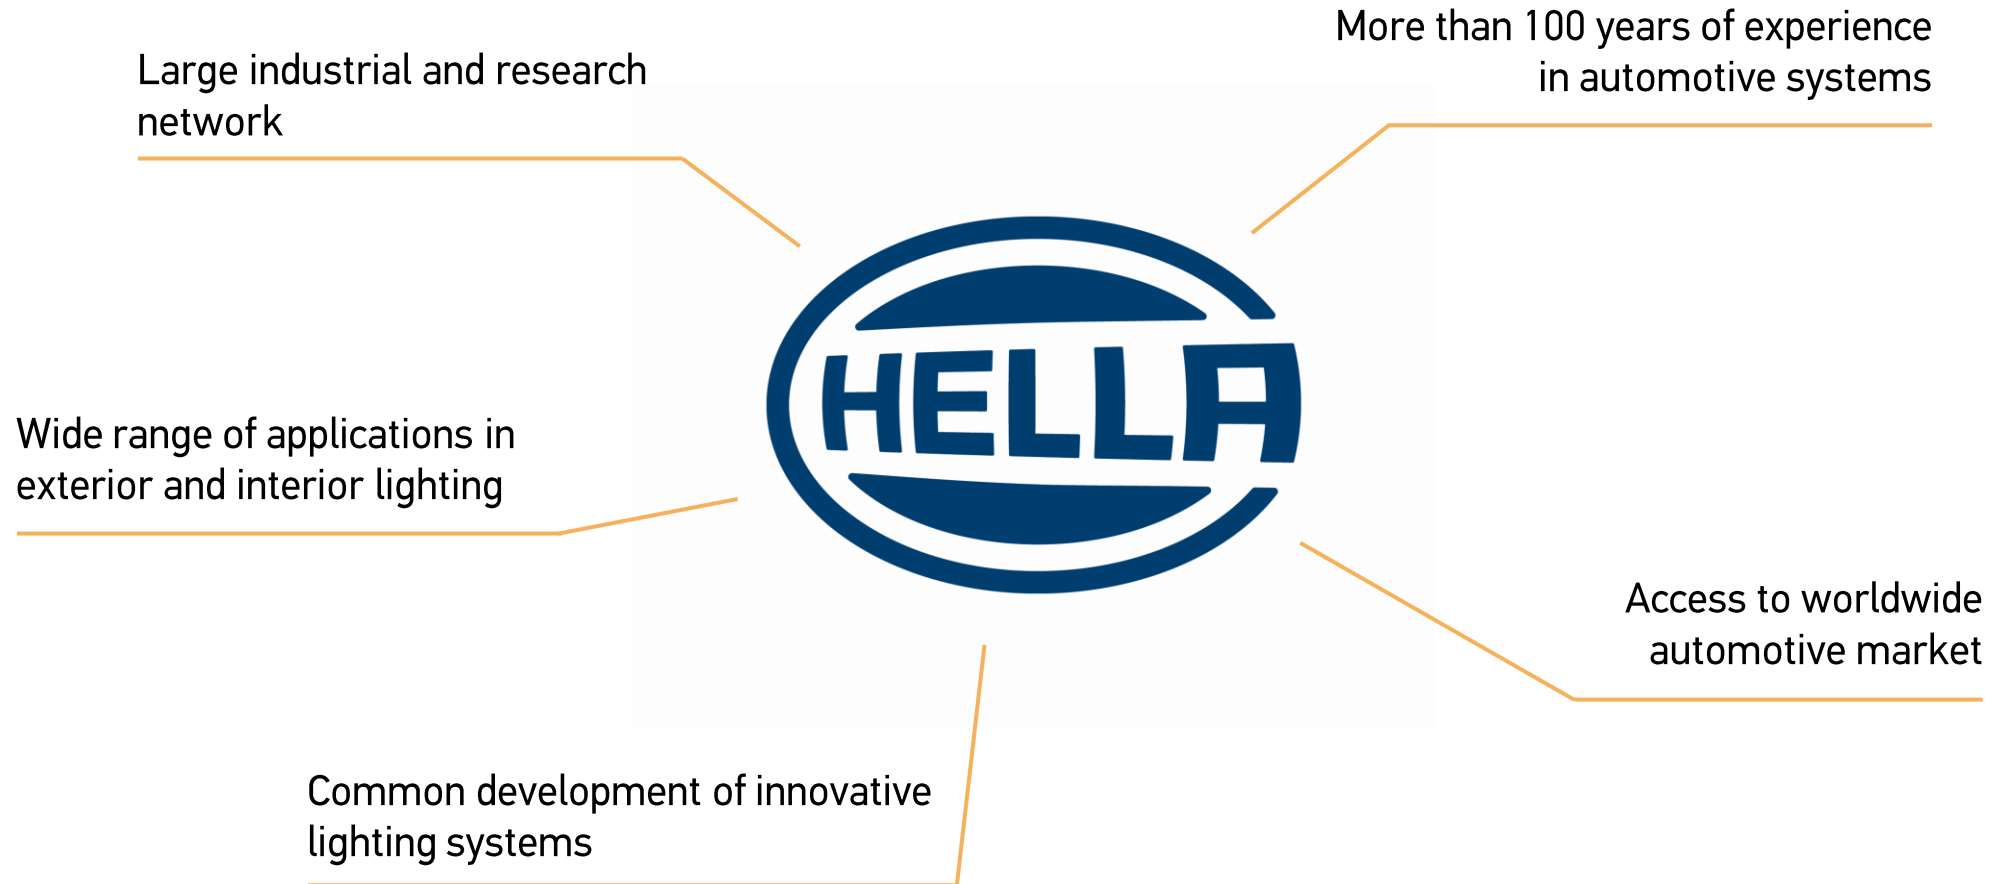 More than 100 years of experience
in automotive systems
Large industrial and research
network
HELLA
Wide range of applications in
exterior and interior lighting
Access to worldwide
automotive market
Common development of innovative
lighting systems